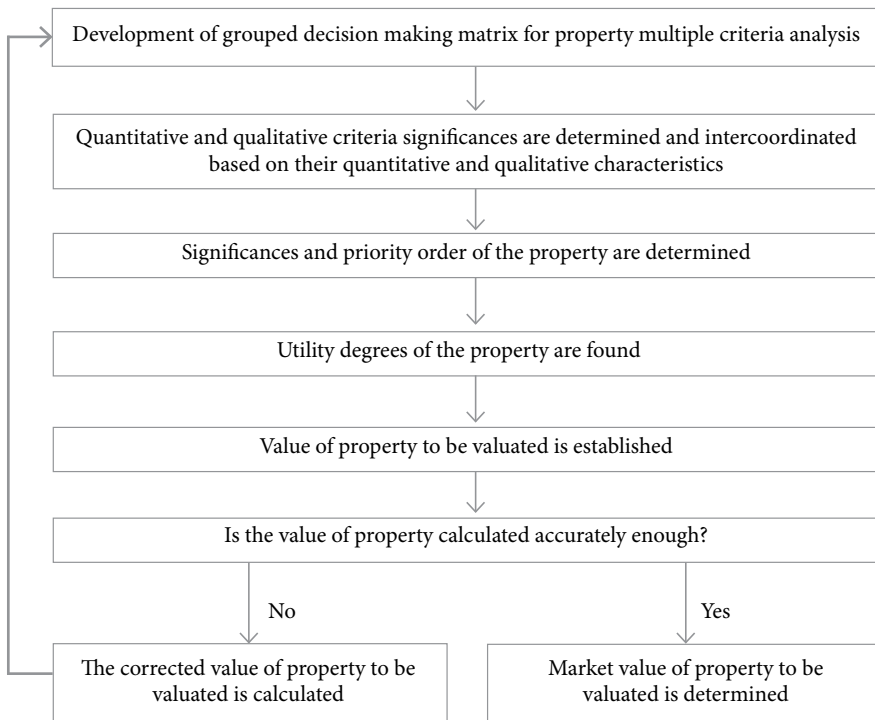 Development of grouped decision making matrix for property multiple criteria analysis
Quantitative and qualitative criteria significances are determined and intercoordinated
based on their quantitative and qualitative characteristics
Significances and priority order of the property are determined
Utility degrees of the property are found
Value of property to be valuated is established
Is the value of property calculated accurately enough?
No
Yes
The corrected value of property to be
valuated is calculated
Market value of property to be
valuated is determined